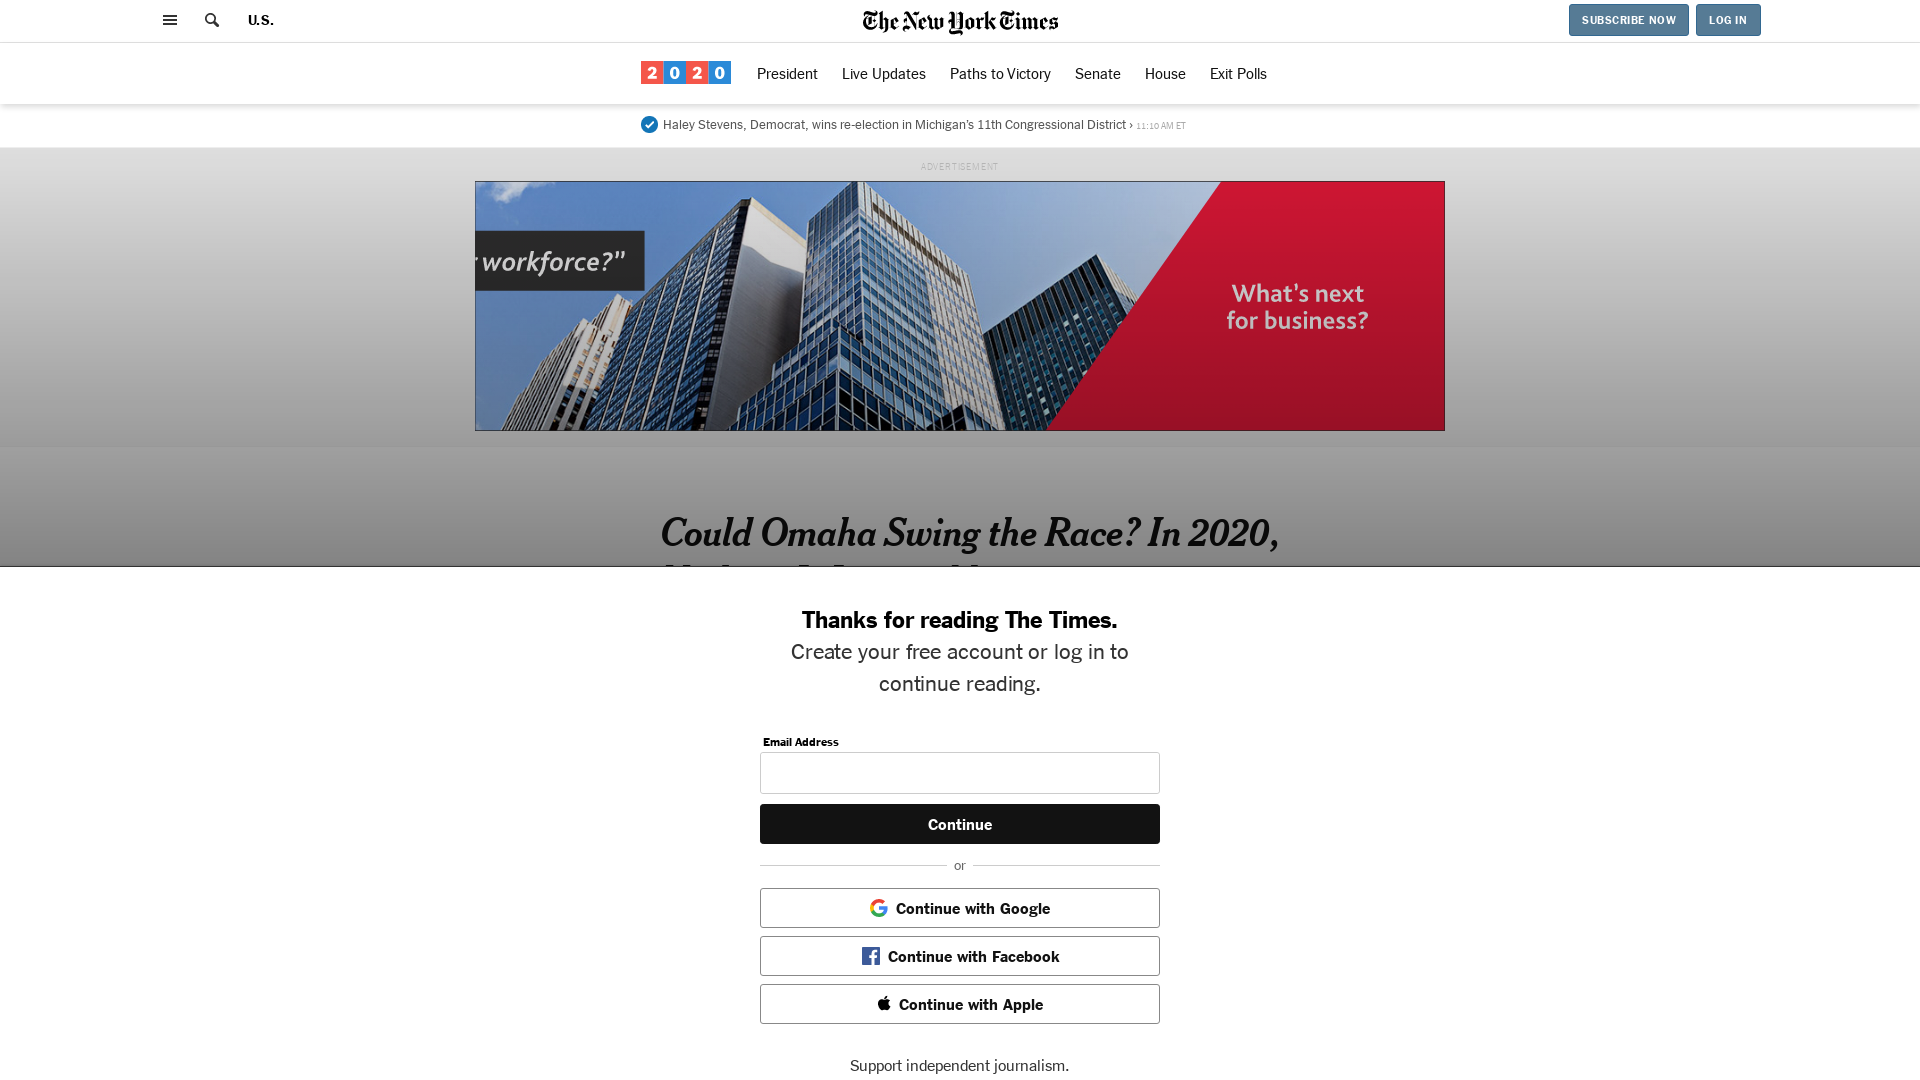 U.S.
The New York Times
SUBSCRIBE NOW
LOG IN
2020
President
Live Updates
Paths to Victory
Senate
House
Exit Polls
Haley Stevens, Democrat, wins re-election in Michigan's 11th Congressional District › 11:10 AM ET
ADVERTISEMENT
workforce?"
What's next
for business?
Could Omaha Swing the Race? In 2020,
Thanks for reading The Times.
Create your free account or log in to
continue reading.
Email Address
Continue
or
Continue with Google
Continue with Facebook
Continue with Apple
Support independent journalism.